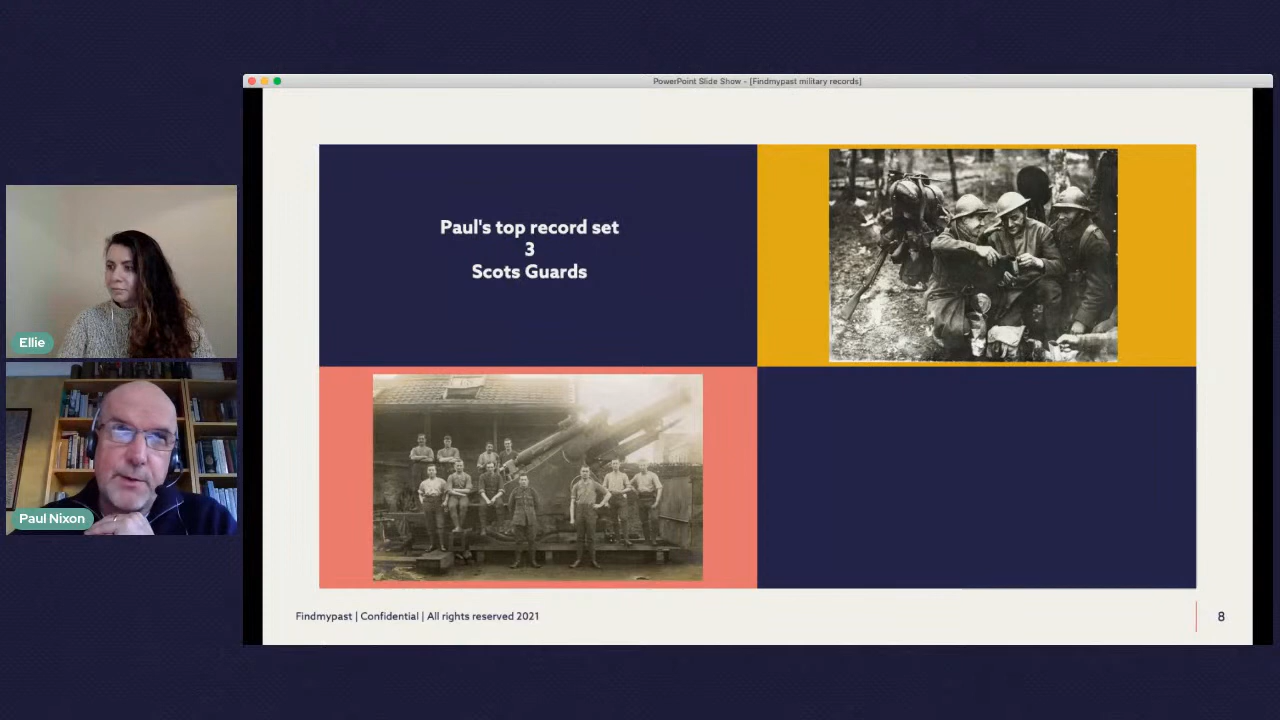 PowerPoint Slide Show - [Findmypast military records]
Paul's top record set
3
Scots Guards
Ellie
Paul Nixon
Findmypast | Confidential | All rights reserved 2021
8